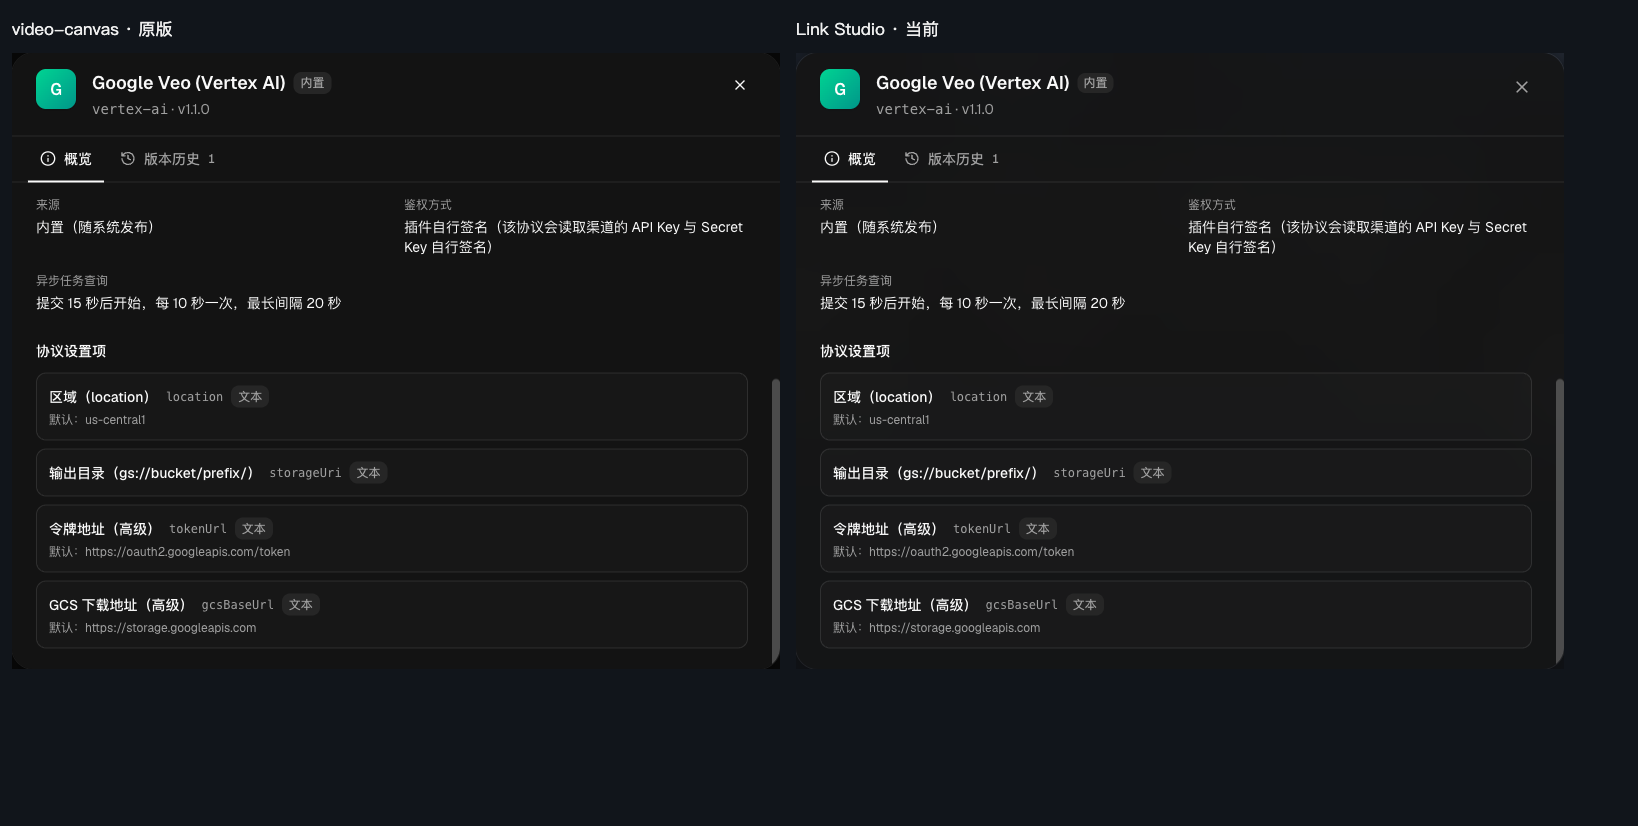 video-canvas · 原版
G
Google Veo (Vertex AI) 内置
vertex-ai · v1.1.0
概览 版本历史 1
来源
内置（随系统发布）
鉴权方式
插件自行签名（该协议会读取渠道的 API Key 与 Secret
Key 自行签名）
异步任务查询
提交 15 秒后开始，每 10 秒一次，最长间隔 20 秒
协议设置项
区域（location） location 文本
默认：us-central1
输出目录（gs://bucket/prefix/） storageUri 文本
令牌地址（高级） tokenUrl 文本
默认：https://oauth2.googleapis.com/token
GCS 下载地址（高级） gcsBaseUrl 文本
默认：https://storage.googleapis.com
Link Studio · 当前
G
Google Veo (Vertex AI) 内置
vertex-ai · v1.1.0
概览 版本历史 1
来源
内置（随系统发布）
鉴权方式
插件自行签名（该协议会读取渠道的 API Key 与 Secret
Key 自行签名）
异步任务查询
提交 15 秒后开始，每 10 秒一次，最长间隔 20 秒
协议设置项
区域（location） location 文本
默认：us-central1
输出目录（gs://bucket/prefix/） storageUri 文本
令牌地址（高级） tokenUrl 文本
默认：https://oauth2.googleapis.com/token
GCS 下载地址（高级） gcsBaseUrl 文本
默认：https://storage.googleapis.com